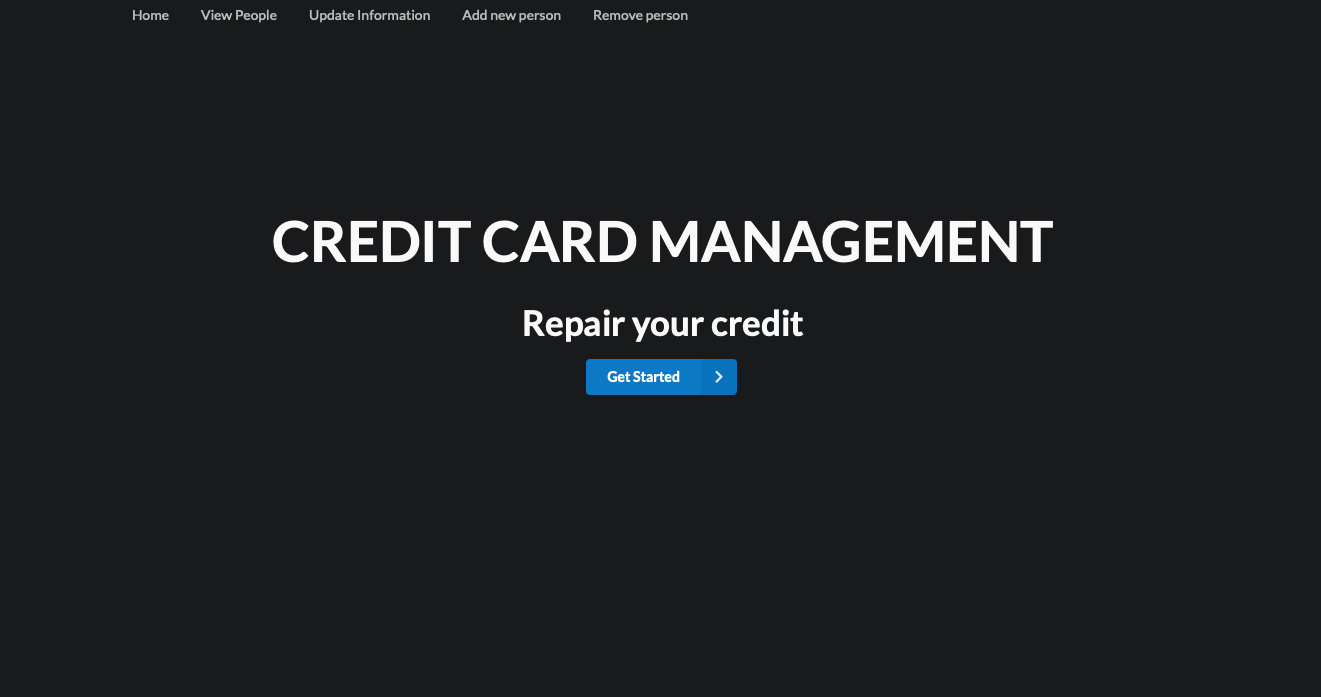 Home View People Update Information Add new person Remove person
CREDIT CARD MANAGEMENT
Repair your credit
Get Started